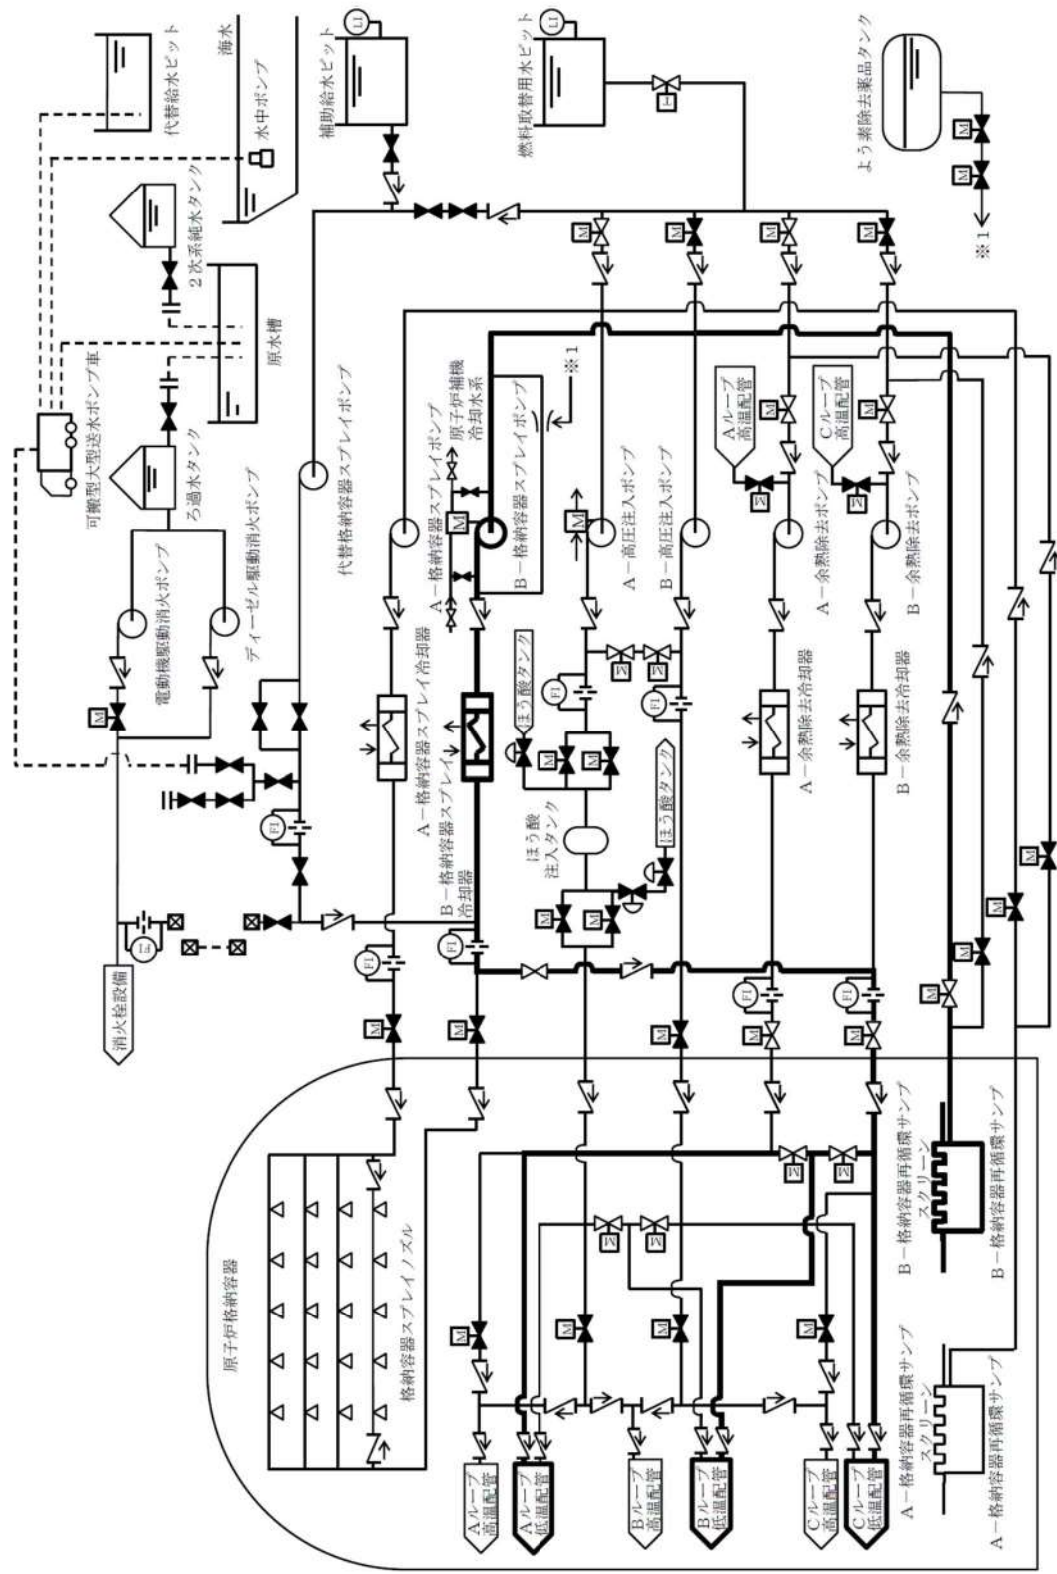 代替給水ピット
海水
水中ポンプ
2次系純水タンク
原水槽
可搬型大型送水ポンプ車
ろ過水タンク
電動機駆動消火ポンプ
ディーゼル駆動消火ポンプ
消火栓設備
FI
M
補助給水ピット
LI
燃料取替用水ピット
LI
よう素除去薬品タンク
M
M
※1
代替格納容器スプレイポンプ
FI
A-格納容器スプレイポンプ
原子炉補機
冷却水系
B-格納容器スプレイポンプ
※1
A-高圧注入ポンプ
B-高圧注入ポンプ
Aループ
高温配管
Cループ
高温配管
A-余熱除去ポンプ
B-余熱除去ポンプ
A-格納容器スプレイ冷却器
B-格納容器スプレイ
冷却器
ほう酸タンク
ほう酸
注入タンク
ほう酸タンク
A-余熱除去冷却器
B-余熱除去冷却器
FI
FI
FI
FI
FI
FI
M
M
M
M
原子炉格納容器
格納容器スプレイノズル
Aループ
高温配管
Aループ
低温配管
Bループ
高温配管
Bループ
低温配管
Cループ
高温配管
Cループ
低温配管
B-格納容器再循環サンプ
スクリーン
B-格納容器再循環サンプ
A-格納容器再循環サンプ
スクリーン
A-格納容器再循環サンプ